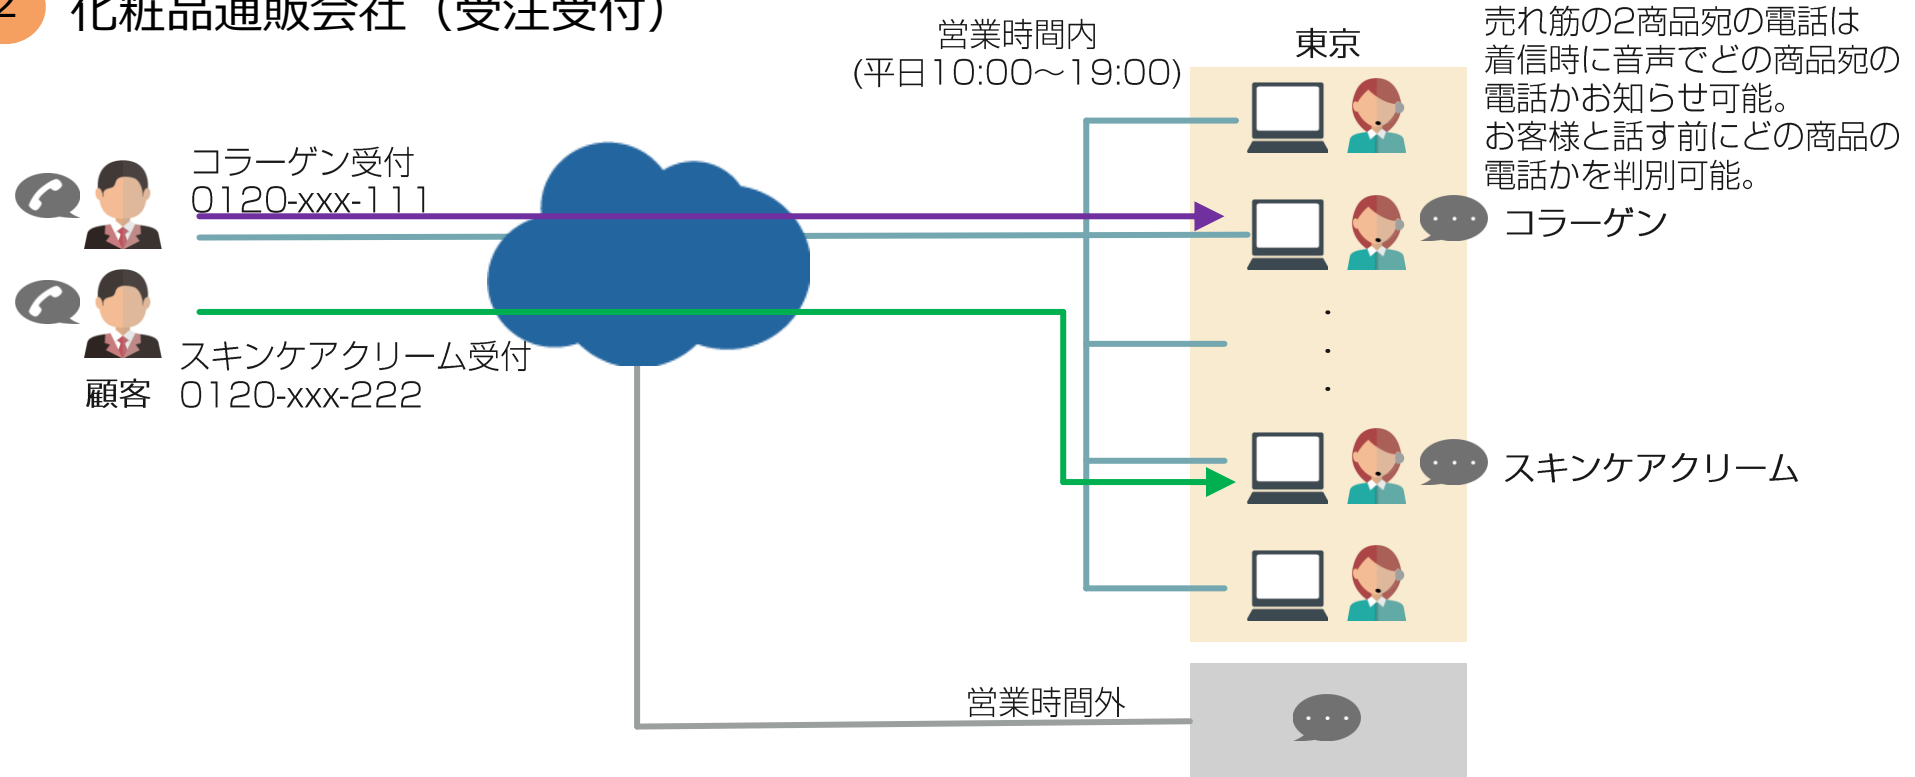 2 化粧品通販会社（受注受付）
営業時間内
(平日10:00～19:00)
東京
売れ筋の2商品宛の電話は
着信時に音声でどの商品宛の
電話かお知らせ可能。
お客様と話す前にどの商品の
電話かを判別可能。
コラーゲン受付
0120-xxx-111
コラーゲン
スキンケアクリーム受付
0120-xxx-222
顧客
スキンケアクリーム
営業時間外